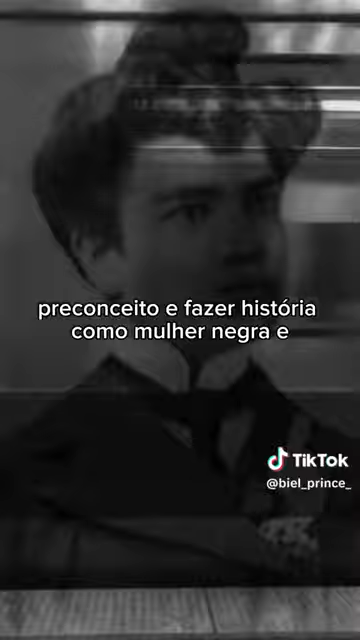 preconceito e fazer história
como mulher negra e
TikTok
@biel_prince_